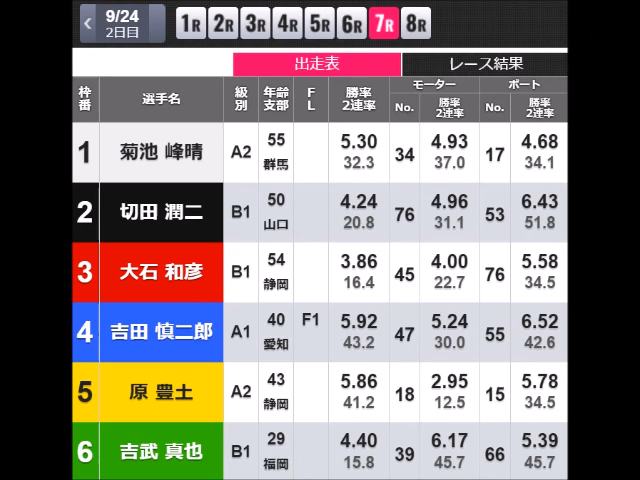 9/24
2日目
1R 2R 3R 4R 5R 6R 7R 8R
出走表 レース結果
枠番 選手名 級別 年齢 支部 F L 勝率 2連率 モーター No. 勝率 2連率 ボート No. 勝率 2連率
1 菊池 峰晴 A2 55 群馬 5.30 32.3 34 4.93 37.0 17 4.68 34.1
2 切田 潤二 B1 50 山口 4.24 20.8 76 4.96 31.1 53 6.43 51.8
3 大石 和彦 B1 54 静岡 3.86 16.4 45 4.00 22.7 76 5.58 34.5
4 吉田 慎二郎 A1 40 愛知 F1 5.92 43.2 47 5.24 30.0 55 6.52 42.6
5 原 豊土 A2 43 静岡 5.86 41.2 18 2.95 12.5 15 5.78 34.5
6 吉武 真也 B1 29 福岡 4.40 15.8 39 6.17 45.7 66 5.39 45.7